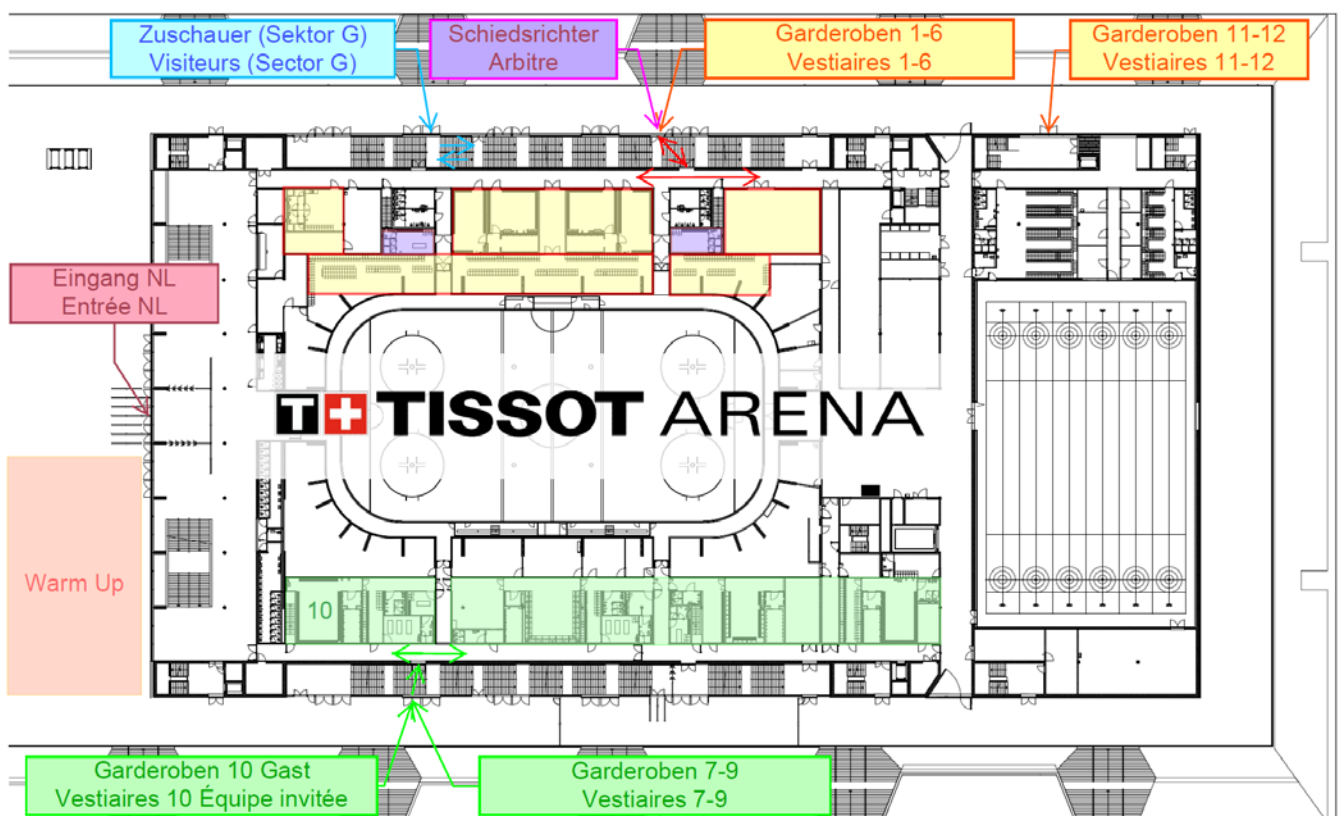 Zuschauer (Sektor G)
Visiteurs (Sector G)
Schiedsrichter
Arbitre
Garderoben 1-6
Vestiaires 1-6
Garderoben 11-12
Vestiaires 11-12
Eingang NL
Entrée NL
T+ TISSOT ARENA
Warm Up
10
Garderoben 10 Gast
Vestiaires 10 Équipe invitée
Garderoben 7-9
Vestiaires 7-9